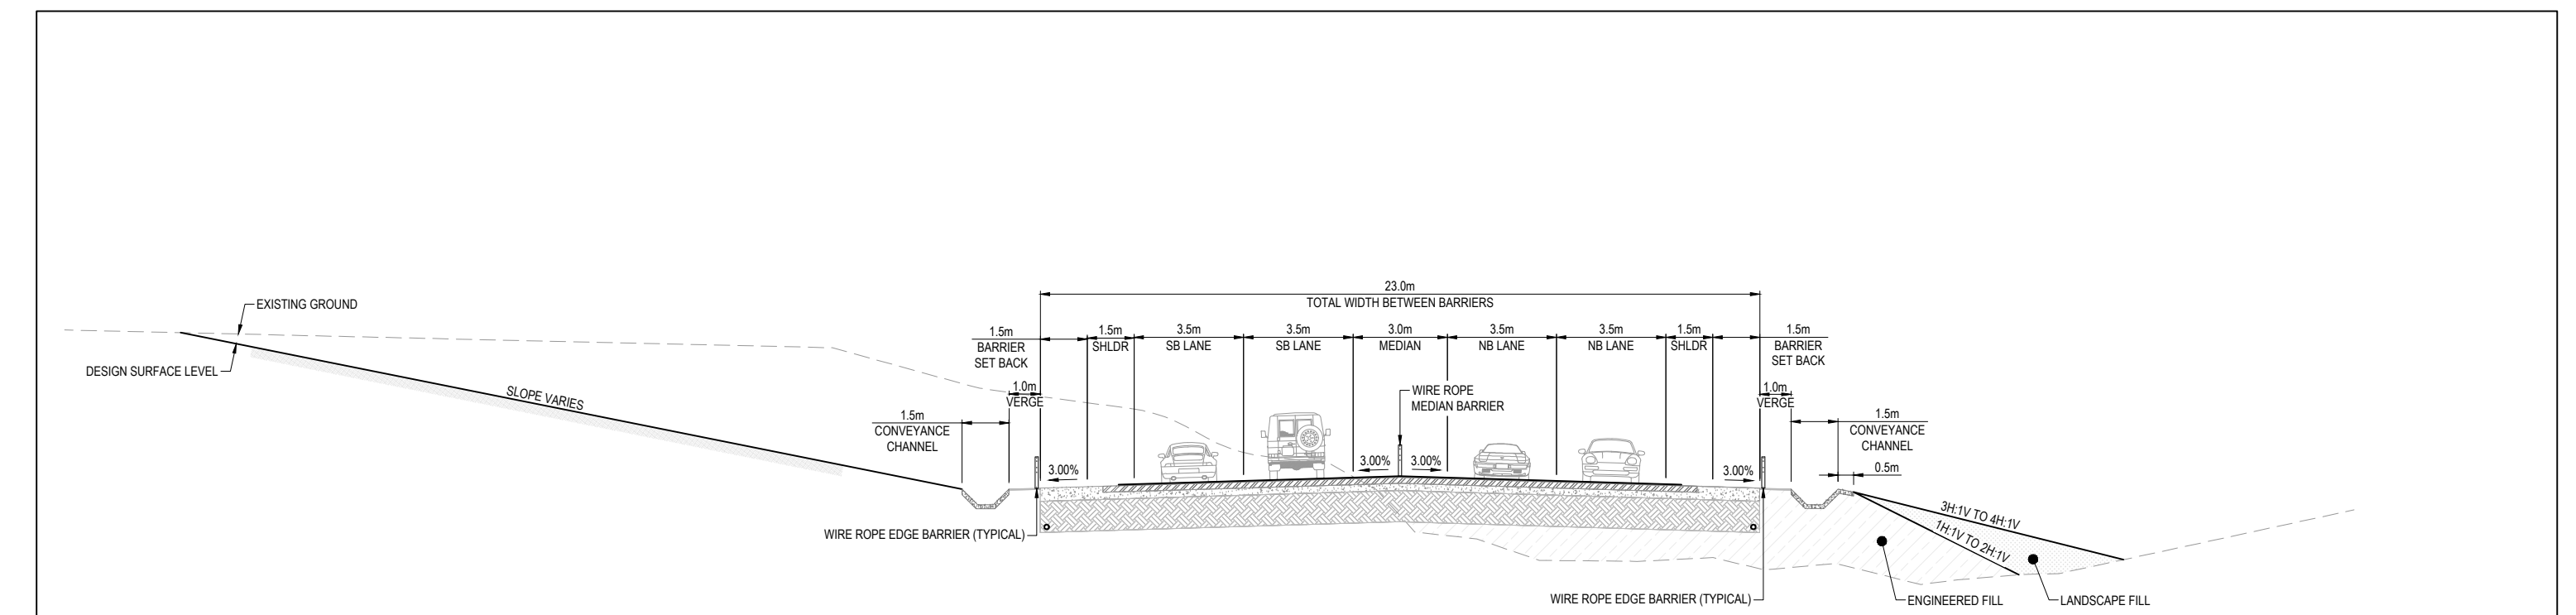 23.0m
TOTAL WIDTH BETWEEN BARRIERS
EXISTING GROUND
DESIGN SURFACE LEVEL
SLOPE VARIES
1.5m
BARRIER
SET BACK
1.5m
SHLDR
3.5m
SB LANE
3.5m
SB LANE
3.0m
MEDIAN
3.5m
NB LANE
3.5m
NB LANE
1.5m
SHLDR
1.5m
BARRIER
SET BACK
1.0m
VERGE
WIRE ROPE
MEDIAN BARRIER
1.0m
VERGE
1.5m
CONVEYANCE
CHANNEL
1.5m
CONVEYANCE
CHANNEL
0.5m
3.00%
3.00%
3.00%
3.00%
3H:1V TO 4H:1V
1H:1V TO 2H:1V
WIRE ROPE EDGE BARRIER (TYPICAL)
WIRE ROPE EDGE BARRIER (TYPICAL)
ENGINEERED FILL
LANDSCAPE FILL